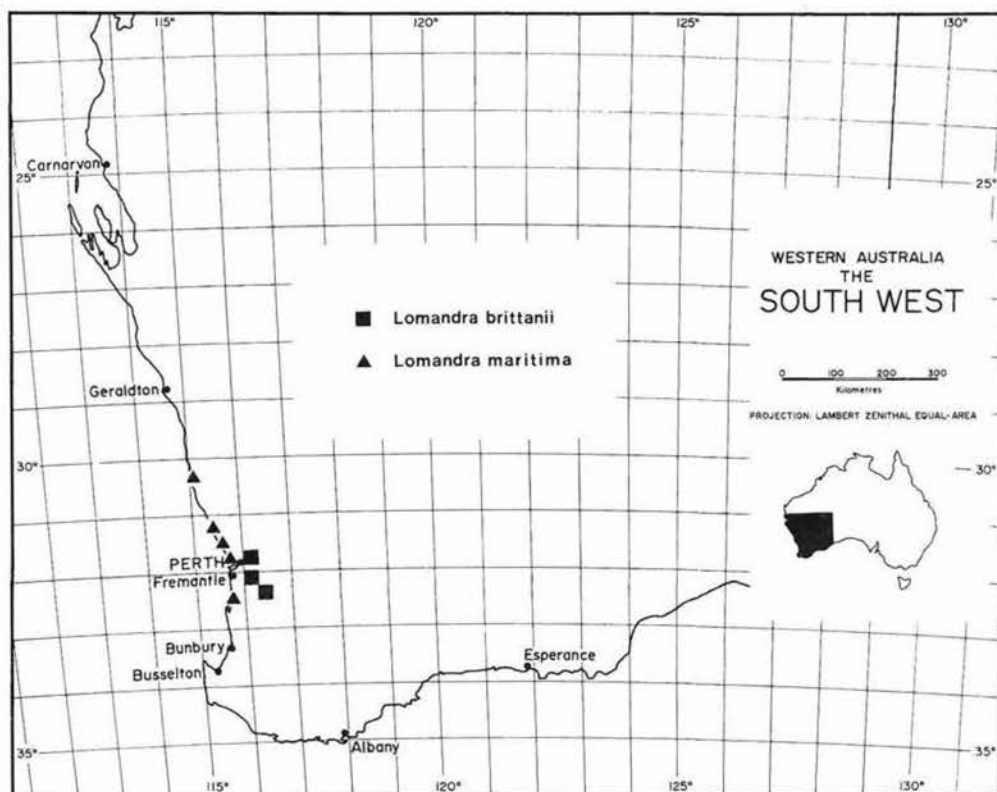 115°
120°
125°
130°
Carnarvon
25°
25°
WESTERN AUSTRALIA
THE
SOUTH WEST
Lomandra brittanii
Lomandra maritima
0 100 200 300
Kilometres
Geraldton
PROJECTION: LAMBERT ZENITHAL EQUAL-AREA
30°
30°
PERTH
Fremantle
Bunbury
Busselton
Esperance
Albany
35°
35°
115°
120°
125°
130°